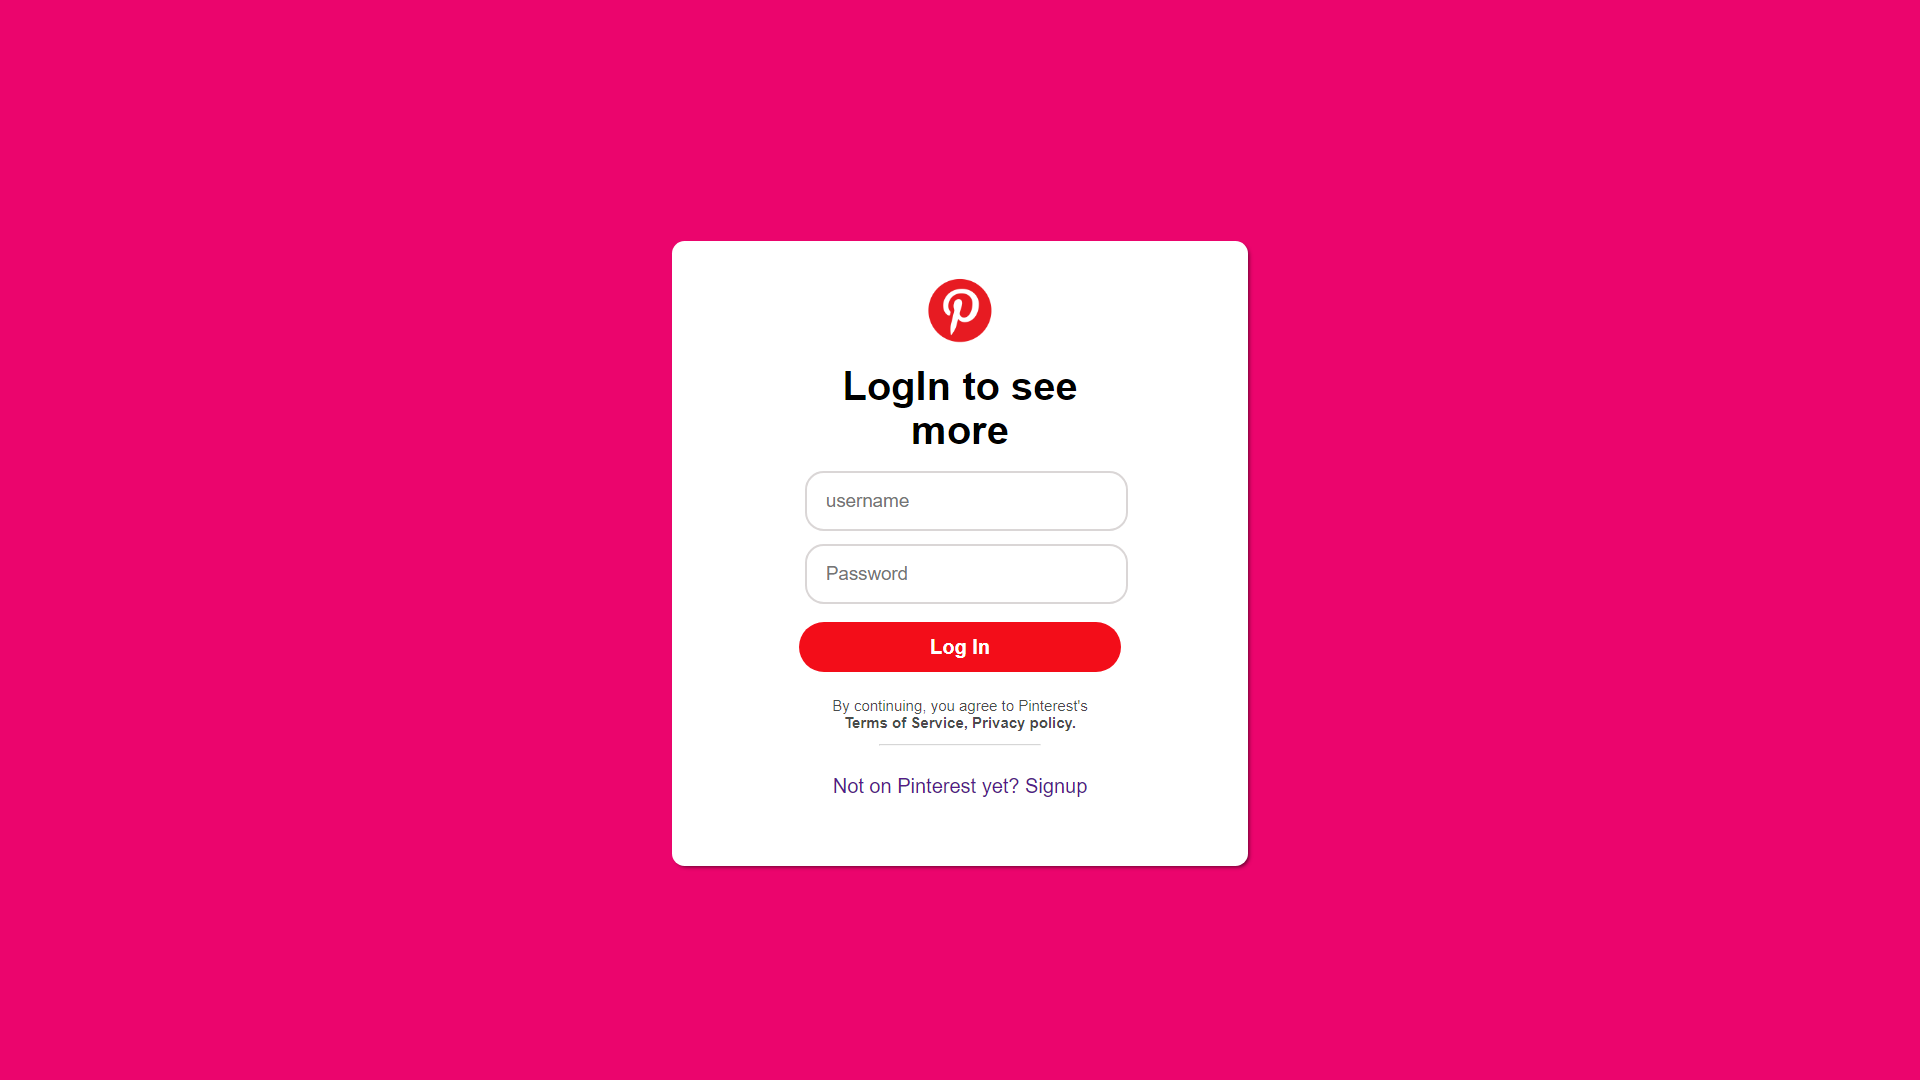 LogIn to see
more
username
Password
Log In
By continuing, you agree to Pinterest's
Terms of Service, Privacy policy.
Not on Pinterest yet? Signup